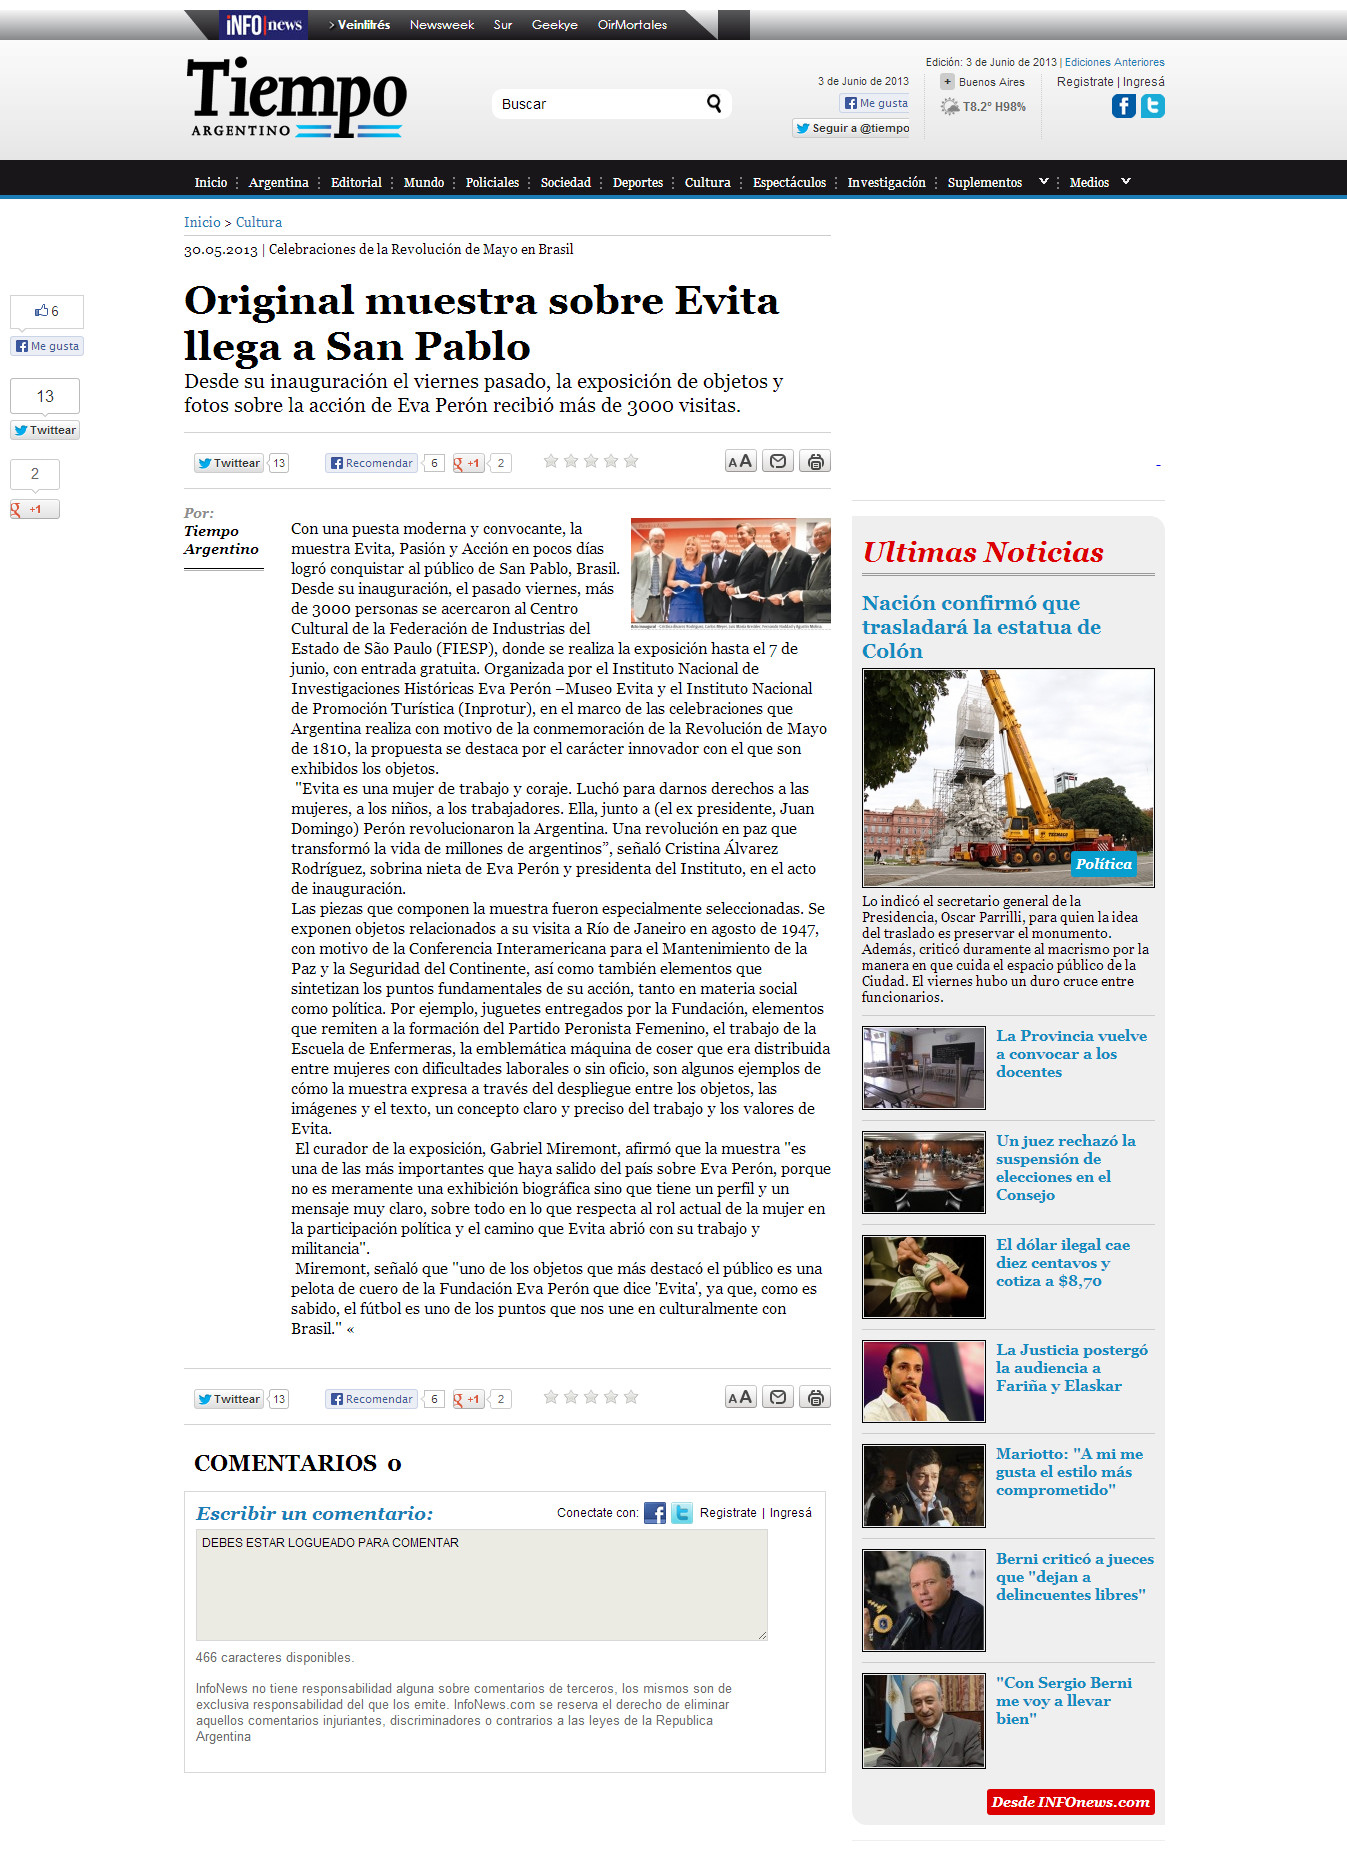 iNFO news
> Veintitrés Newsweek Sur Geekye OirMortales
Tiempo
ARGENTINO
Buscar
Edición: 3 de Junio de 2013 | Ediciones Anteriores
3 de Junio de 2013
Me gusta
Seguir a @tiempo
+ Buenos Aires
T8.2º H98%
Registrate | Ingresá
Inicio Argentina Editorial Mundo Policiales Sociedad Deportes Cultura Espectáculos Investigación Suplementos Medios
Inicio > Cultura
30.05.2013 | Celebraciones de la Revolución de Mayo en Brasil
Original muestra sobre Evita
llega a San Pablo
Desde su inauguración el viernes pasado, la exposición de objetos y
fotos sobre la acción de Eva Perón recibió más de 3000 visitas.
6
Me gusta
13
Twittear
2
+1
Twittear 13 Recomendar 6 +1 2 AA
-
Por:
Tiempo
Argentino
Con una puesta moderna y convocante, la
muestra Evita, Pasión y Acción en pocos días
logró conquistar al público de San Pablo, Brasil.
Desde su inauguración, el pasado viernes, más
de 3000 personas se acercaron al Centro
Cultural de la Federación de Industrias del
Estado de São Paulo (FIESP), donde se realiza la exposición hasta el 7 de
junio, con entrada gratuita. Organizada por el Instituto Nacional de
Investigaciones Históricas Eva Perón –Museo Evita y el Instituto Nacional
de Promoción Turística (Inprotur), en el marco de las celebraciones que
Argentina realiza con motivo de la conmemoración de la Revolución de Mayo
de 1810, la propuesta se destaca por el carácter innovador con el que son
exhibidos los objetos.
"Evita es una mujer de trabajo y coraje. Luchó para darnos derechos a las
mujeres, a los niños, a los trabajadores. Ella, junto a (el ex presidente, Juan
Domingo) Perón revolucionaron la Argentina. Una revolución en paz que
transformó la vida de millones de argentinos”, señaló Cristina Álvarez
Rodríguez, sobrina nieta de Eva Perón y presidenta del Instituto, en el acto
de inauguración.
Las piezas que componen la muestra fueron especialmente seleccionadas. Se
exponen objetos relacionados a su visita a Río de Janeiro en agosto de 1947,
con motivo de la Conferencia Interamericana para el Mantenimiento de la
Paz y la Seguridad del Continente, así como también elementos que
sintetizan los puntos fundamentales de su acción, tanto en materia social
como política. Por ejemplo, juguetes entregados por la Fundación, elementos
que remiten a la formación del Partido Peronista Femenino, el trabajo de la
Escuela de Enfermeras, la emblemática máquina de coser que era distribuida
entre mujeres con dificultades laborales o sin oficio, son algunos ejemplos de
cómo la muestra expresa a través del despliegue entre los objetos, las
imágenes y el texto, un concepto claro y preciso del trabajo y los valores de
Evita.
El curador de la exposición, Gabriel Miremont, afirmó que la muestra "es
una de las más importantes que haya salido del país sobre Eva Perón, porque
no es meramente una exhibición biográfica sino que tiene un perfil y un
mensaje muy claro, sobre todo en lo que respecta al rol actual de la mujer en
la participación política y el camino que Evita abrió con su trabajo y
militancia".
Miremont, señaló que "uno de los objetos que más destacó el público es una
pelota de cuero de la Fundación Eva Perón que dice 'Evita', ya que, como es
sabido, el fútbol es uno de los puntos que nos une en culturalmente con
Brasil." «
Twittear 13 Recomendar 6 +1 2 AA
COMENTARIOS 0
Escribir un comentario:
Conectate con: Registrate | Ingresá
DEBES ESTAR LOGUEADO PARA COMENTAR
466 caracteres disponibles.
InfoNews no tiene responsabilidad alguna sobre comentarios de terceros, los mismos son de
exclusiva responsabilidad del que los emite. InfoNews.com se reserva el derecho de eliminar
aquellos comentarios injuriantes, discriminadores o contrarios a las leyes de la Republica
Argentina
Ultimas Noticias
Nación confirmó que
trasladará la estatua de
Colón
Política
Lo indicó el secretario general de la
Presidencia, Oscar Parrilli, para quien la idea
del traslado es preservar el monumento.
Además, criticó duramente al macrismo por la
manera en que cuida el espacio público de la
Ciudad. El viernes hubo un duro cruce entre
funcionarios.
La Provincia vuelve
a convocar a los
docentes
Un juez rechazó la
suspensión de
elecciones en el
Consejo
El dólar ilegal cae
diez centavos y
cotiza a $8,70
La Justicia postergó
la audiencia a
Fariña y Elaskar
Mariotto: "A mi me
gusta el estilo más
comprometido"
Berni criticó a jueces
que "dejan a
delincuentes libres"
"Con Sergio Berni
me voy a llevar
bien"
Desde INFOnews.com